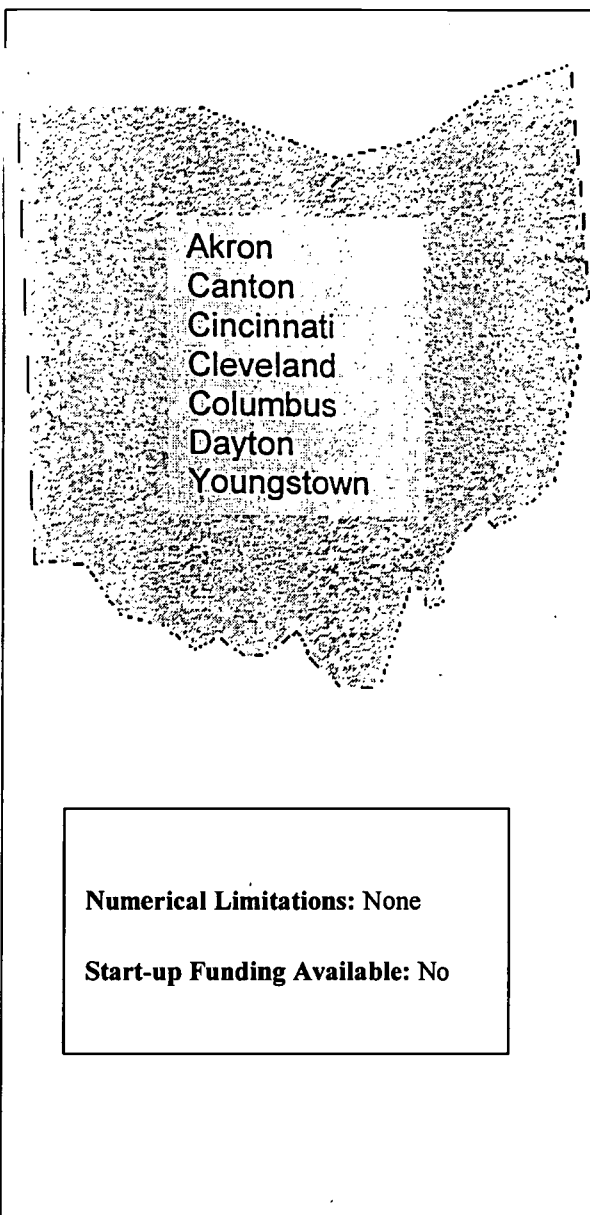 Akron
Canton
Cincinnati
Cleveland
Columbus
Dayton
Youngstown
Numerical Limitations: None
Start-up Funding Available: No